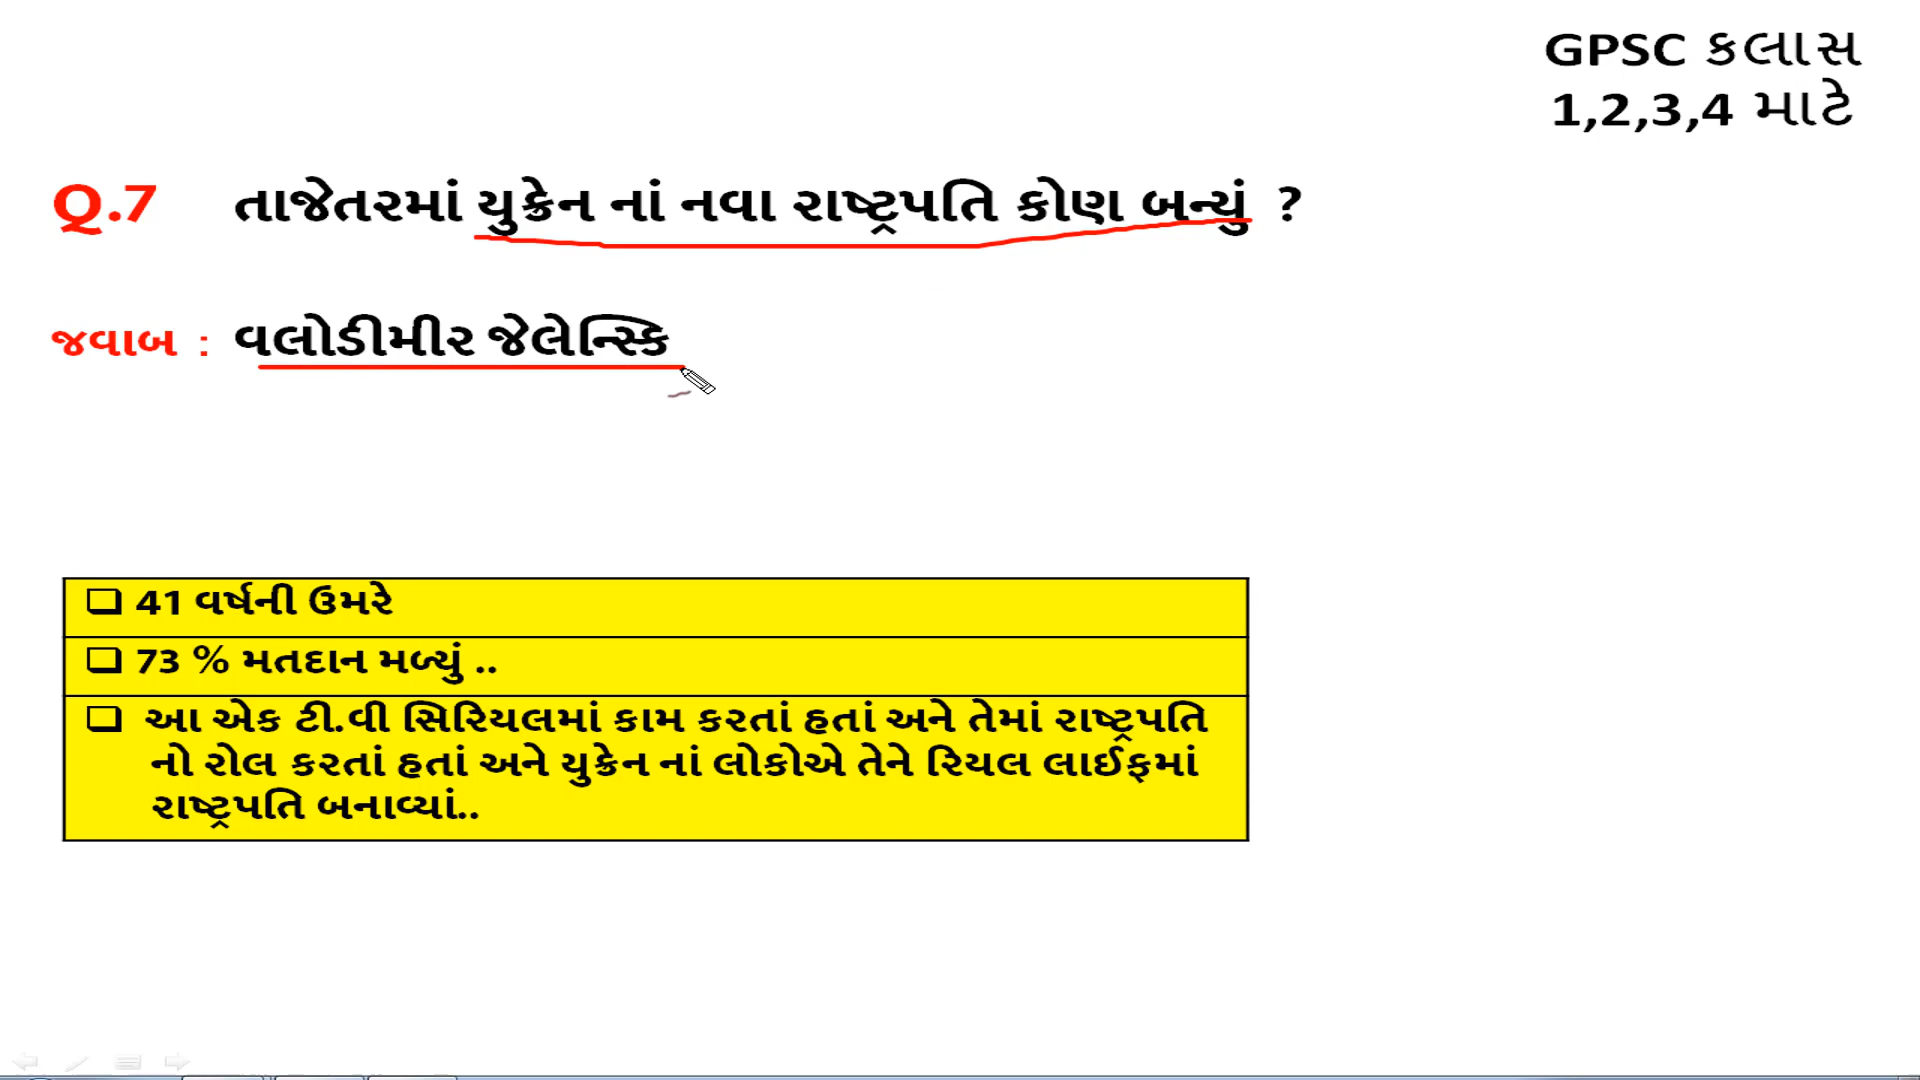 GPSC કલાસ
1,2,3,4 માટે
Q.7 તાજેતરમાં યુક્રેન નાં નવા રાષ્ટ્રપતિ કોણ બન્યું ?
જવાબ : વલોડીમીર જેલેન્સ્કિ
41 વર્ષની ઉમરે
73 % મતદાન મળ્યું ..
આ એક ટી.વી સિરિયલમાં કામ કરતાં હતાં અને તેમાં રાષ્ટ્રપતિ
નો રોલ કરતાં હતાં અને યુક્રેન નાં લોકોએ તેને રિયલ લાઈફમાં
રાષ્ટ્રપતિ બનાવ્યાં..